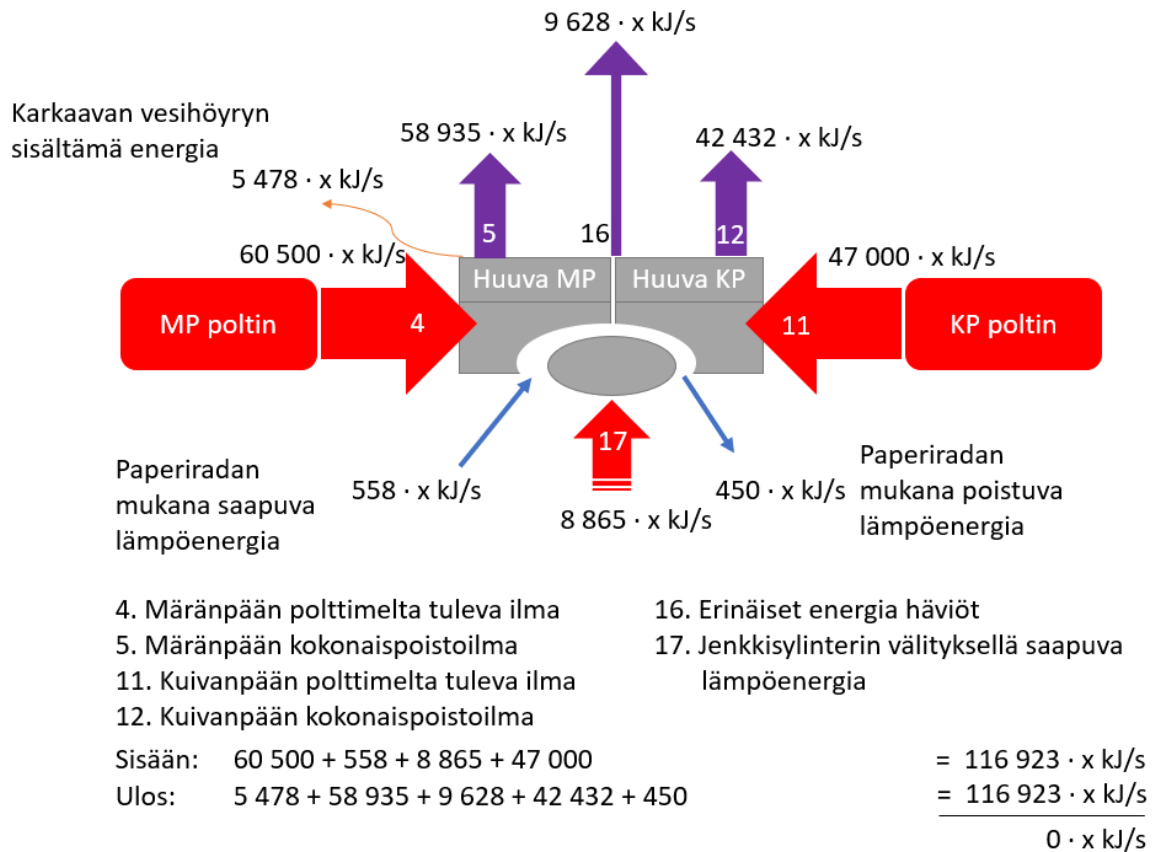 9 628 · x kJ/s
Karkaavan vesihöyryn
sisältämä energia
58 935 · x kJ/s
42 432 · x kJ/s
5 478 · x kJ/s
5
16
12
60 500 · x kJ/s
47 000 · x kJ/s
Huuva MP
Huuva KP
MP poltin
4
11
KP poltin
17
Paperiradan
mukana saapuva
lämpöenergia
558 · x kJ/s
8 865 · x kJ/s
450 · x kJ/s
Paperiradan
mukana poistuva
lämpöenergia
4. Märänpään polttimelta tuleva ilma
5. Märänpään kokonaispoistoilma
11. Kuivanpään polttimelta tuleva ilma
12. Kuivanpään kokonaispoistoilma
16. Erinäiset energia häviöt
17. Jenkkisylinterin välityksellä saapuva
lämpöenergia
Sisään: 60 500 + 558 + 8 865 + 47 000 = 116 923 · x kJ/s
Ulos: 5 478 + 58 935 + 9 628 + 42 432 + 450 = 116 923 · x kJ/s
0 · x kJ/s